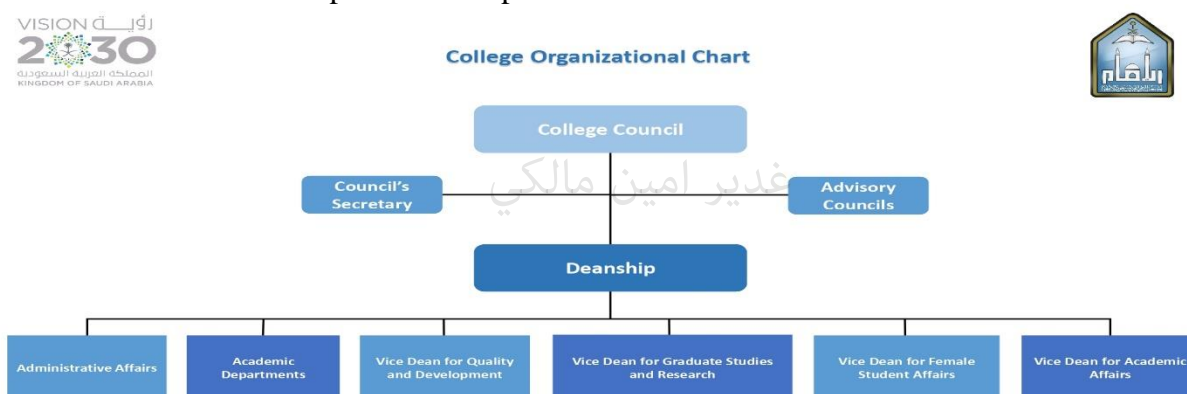 VISION رؤيـــة
2030
المملكة العربية السعودية
KINGDOM OF SAUDI ARABIA
College Organizational Chart
الإمام
College Council
غدير امين مالكي
Council's
Secretary
Advisory
Councils
Deanship
Administrative Affairs
Academic
Departments
Vice Dean for Quality
and Development
Vice Dean for Graduate Studies
and Research
Vice Dean for Female
Student Affairs
Vice Dean for Academic
Affairs